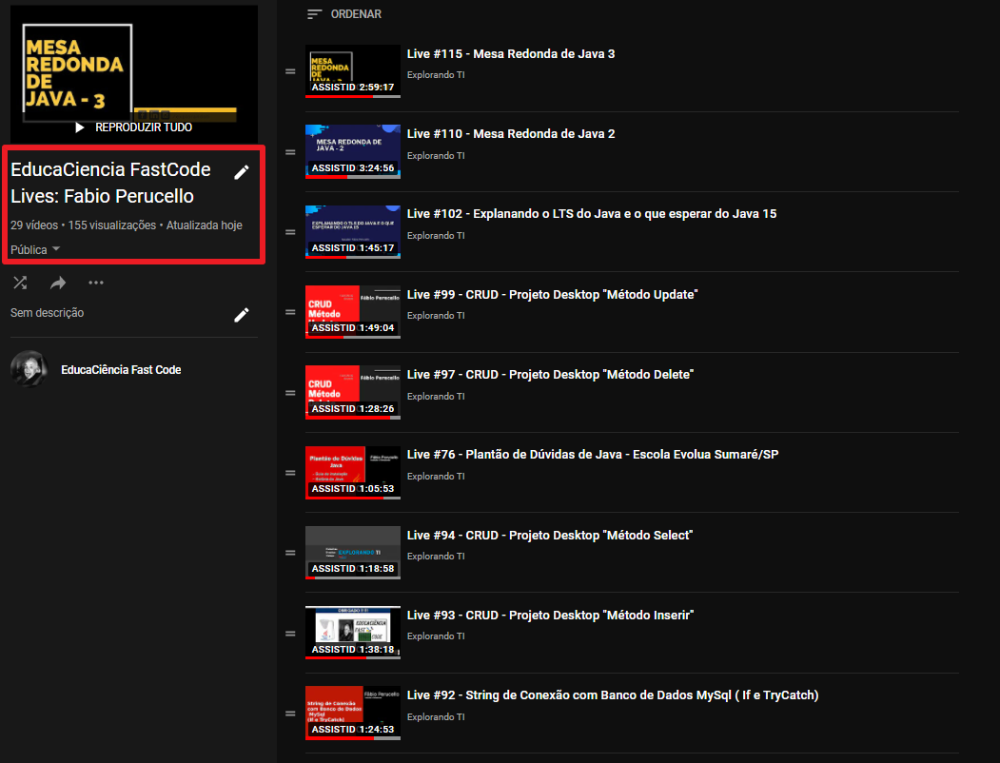 MESA
REDONDA
DE
JAVA - 3
REPRODUZIR TUDO
EducaCiencia FastCode
Lives: Fabio Perucello
29 vídeos • 155 visualizações • Atualizada hoje
Pública
Sem descrição
EducaCiência Fast Code
ORDENAR
MESA
REDONDA
DE
ASSISTID 2:59:17
Live #115 - Mesa Redonda de Java 3
Explorando TI
MESA REDONDA DE
JAVA - 2
ASSISTID 3:24:56
Live #110 - Mesa Redonda de Java 2
Explorando TI
EXPLANANDO O LTS DO JAVA E O QUE
ESPERAR DO JAVA 15
ASSISTID 1:45:17
Live #102 - Explanando o LTS do Java e o que esperar do Java 15
Explorando TI
CRUD
Método
Fábio Perucello
ASSISTID 1:49:04
Live #99 - CRUD - Projeto Desktop "Método Update"
Explorando TI
CRUD
Método
Fábio Perucello
ASSISTID 1:28:26
Live #97 - CRUD - Projeto Desktop "Método Delete"
Explorando TI
Plantão de Dúvidas
Java
Fábio Perucello
ASSISTID 1:05:53
Live #76 - Plantão de Dúvidas de Java - Escola Evolua Sumaré/SP
Explorando TI
EXPLORANDO TI
ASSISTID 1:18:58
Live #94 - CRUD - Projeto Desktop "Método Select"
Explorando TI
OBRIGADO !!!
EDUCACIÊNCIA
FAST
CODE
ASSISTID 1:38:18
Live #93 - CRUD - Projeto Desktop "Método Inserir"
Explorando TI
Fábio Perucello
String de Conexão
com Banco de Dados
MySql
(If e TryCatch)
ASSISTID 1:24:53
Live #92 - String de Conexão com Banco de Dados MySql ( If e TryCatch)
Explorando TI